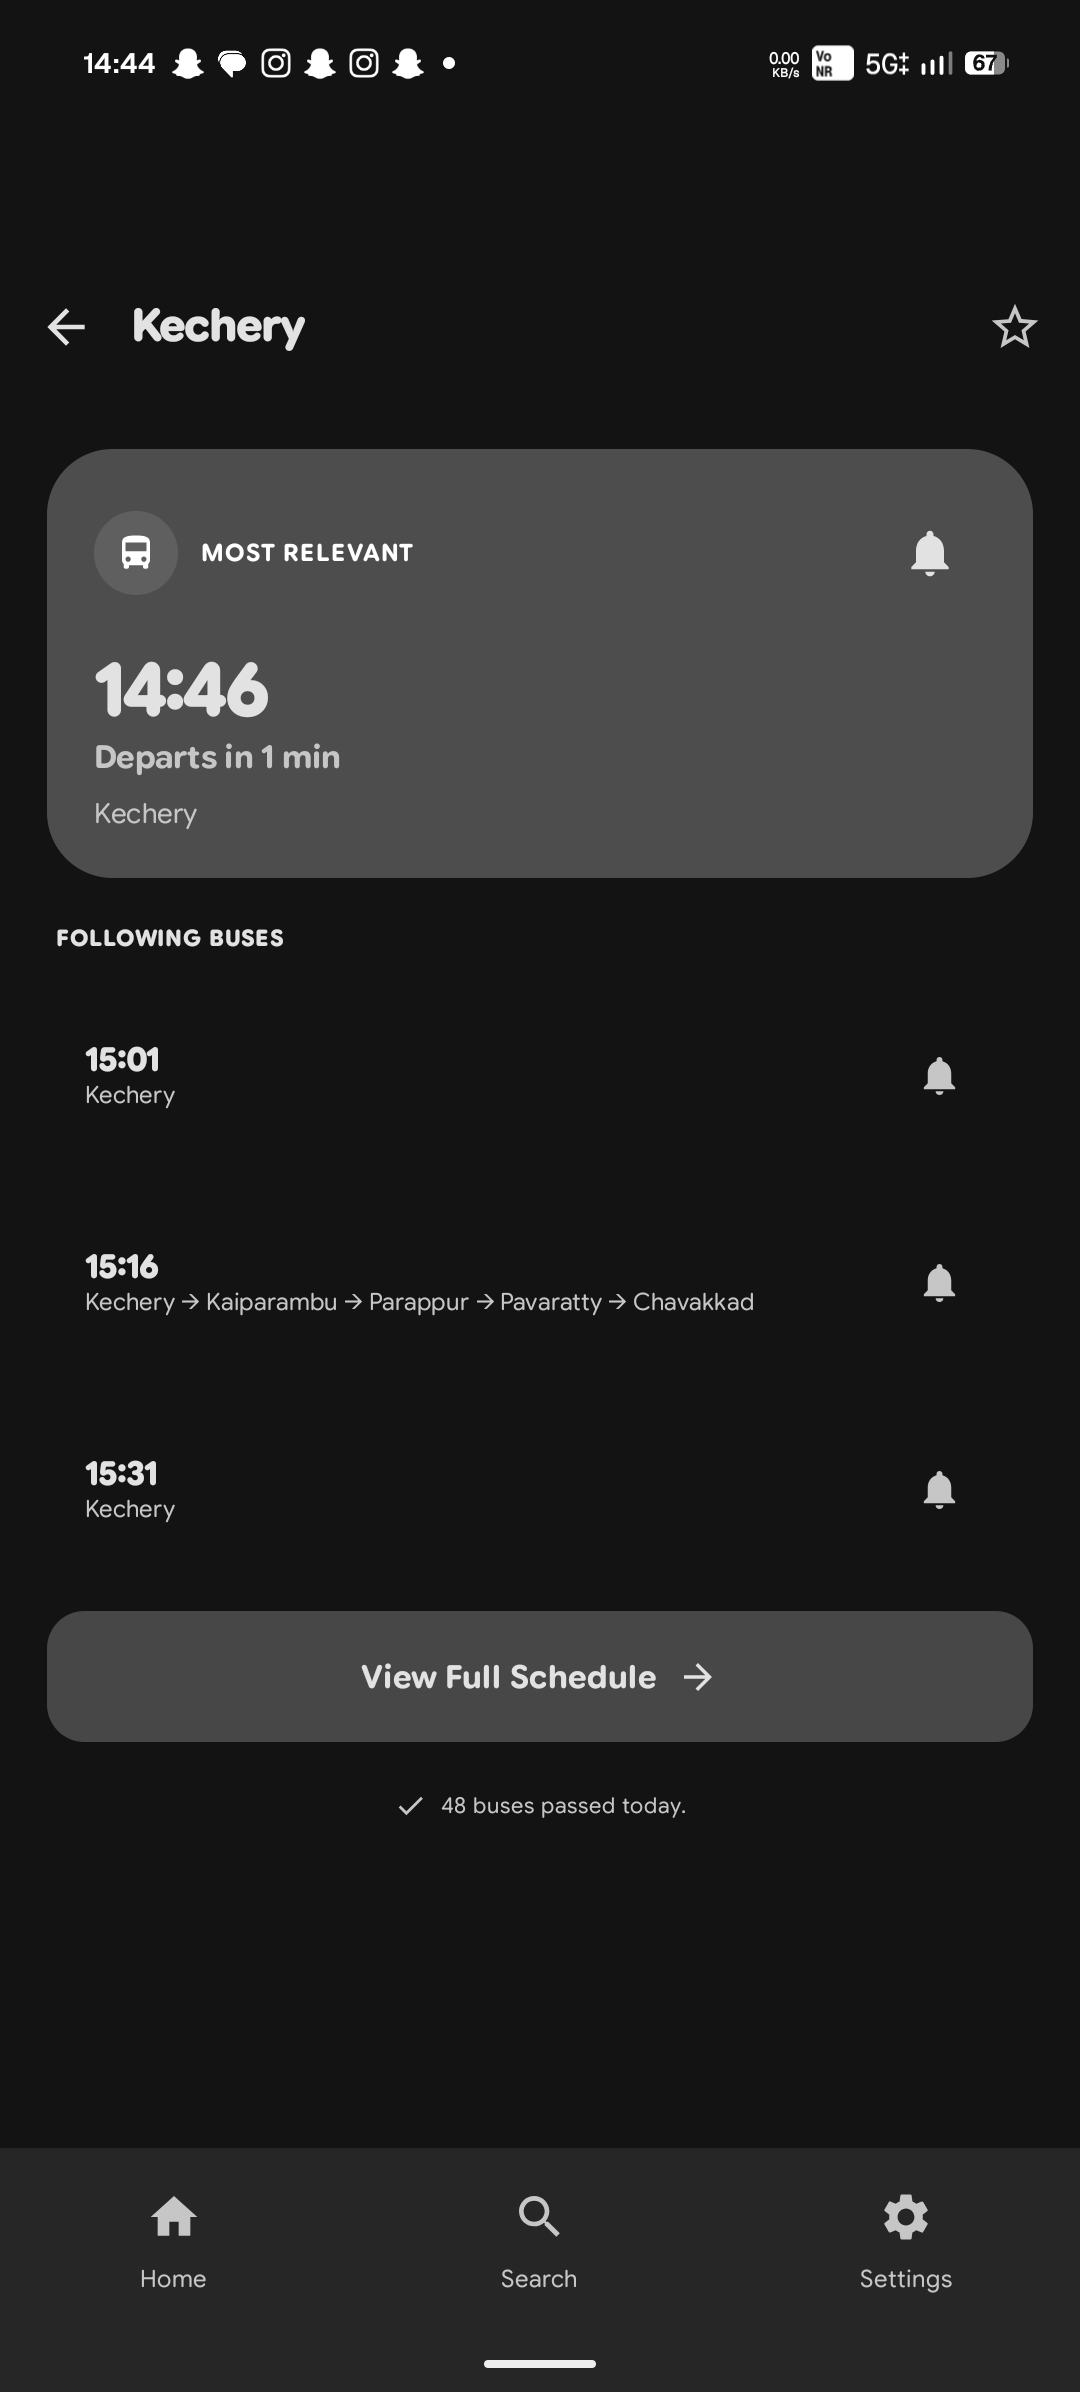 14:44
0.00
KB/s
Vo
NR
5G‡
67
Kechery
MOST RELEVANT
14:46
Departs in 1 min
Kechery
FOLLOWING BUSES
15:01
Kechery
15:16
Kechery → Kaiparambu → Parappur → Pavaratty → Chavakkad
15:31
Kechery
View Full Schedule →
48 buses passed today.
Home
Search
Settings